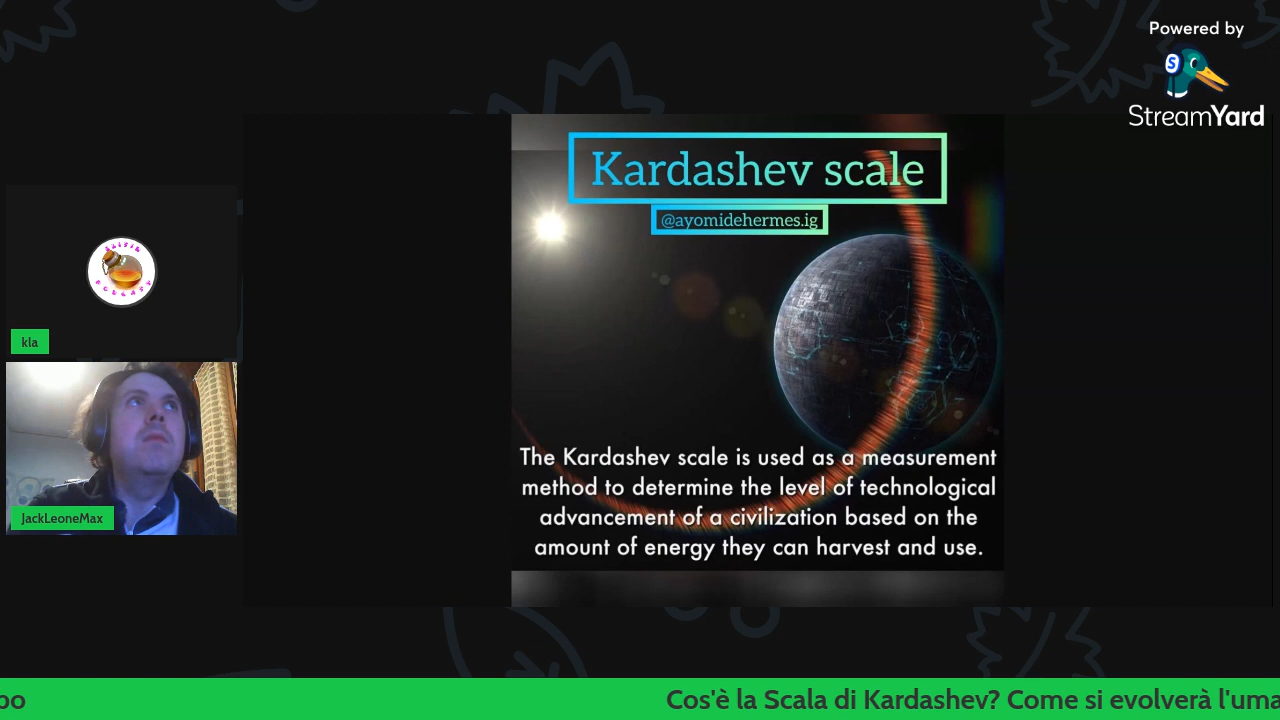 Powered by
StreamYard
Kardashev scale
@ayomidehermes.ig
ELISIR
PODCAST
kla
JackLeoneMax
The Kardashev scale is used as a measurement
method to determine the level of technological
advancement of a civilization based on the
amount of energy they can harvest and use.
Cos'è la Scala di Kardashev? Come si evolverà